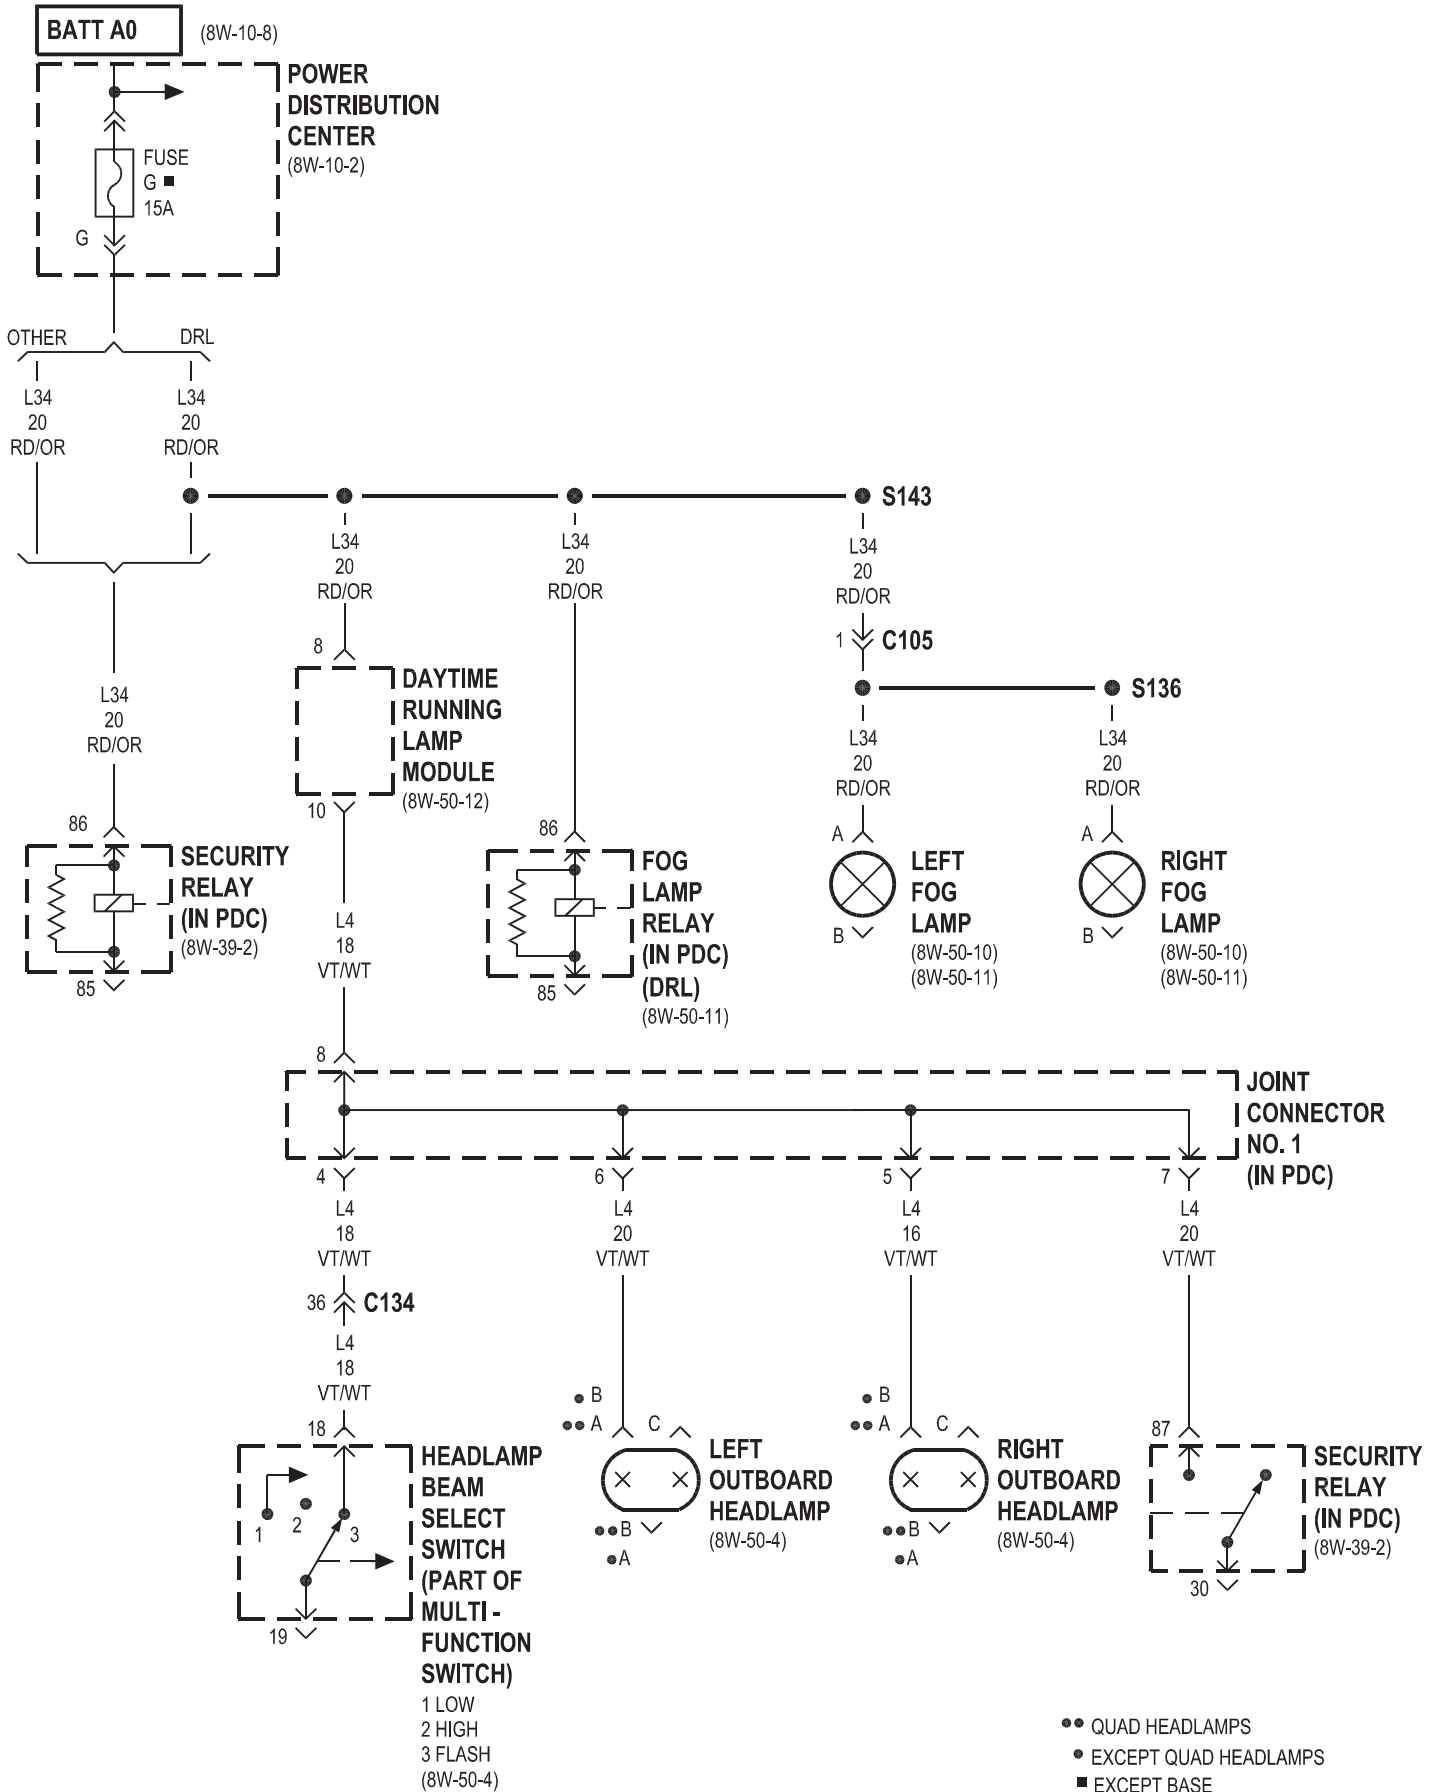 BATT A0
(8W-10-8)
POWER
DISTRIBUTION
CENTER
(8W-10-2)
FUSE
G ■
15A
G
OTHER
DRL
L34
20
RD/OR
L34
20
RD/OR
S143
L34
20
RD/OR
L34
20
RD/OR
L34
20
RD/OR
1
C105
S136
L34
20
RD/OR
L34
20
RD/OR
L34
20
RD/OR
8
DAYTIME
RUNNING
LAMP
MODULE
(8W-50-12)
10
86
SECURITY
RELAY
(IN PDC)
(8W-39-2)
85
L4
18
VT/WT
86
FOG
LAMP
RELAY
(IN PDC)
(DRL)
(8W-50-11)
85
A
LEFT
FOG
LAMP
(8W-50-10)
(8W-50-11)
B
A
RIGHT
FOG
LAMP
(8W-50-10)
(8W-50-11)
B
8
JOINT
CONNECTOR
NO. 1
(IN PDC)
4
6
5
7
L4
18
VT/WT
L4
20
VT/WT
L4
16
VT/WT
L4
20
VT/WT
36
C134
L4
18
VT/WT
18
HEADLAMP
BEAM
SELECT
SWITCH
(PART OF
MULTI -
FUNCTION
SWITCH)
1 LOW
2 HIGH
3 FLASH
(8W-50-4)
1
2
3
19
● B
●● A
C
LEFT
OUTBOARD
HEADLAMP
(8W-50-4)
●●B
●A
● B
●● A
C
RIGHT
OUTBOARD
HEADLAMP
(8W-50-4)
●●B
●A
87
SECURITY
RELAY
(IN PDC)
(8W-39-2)
30
●● QUAD HEADLAMPS
● EXCEPT QUAD HEADLAMPS
■ EXCEPT BASE